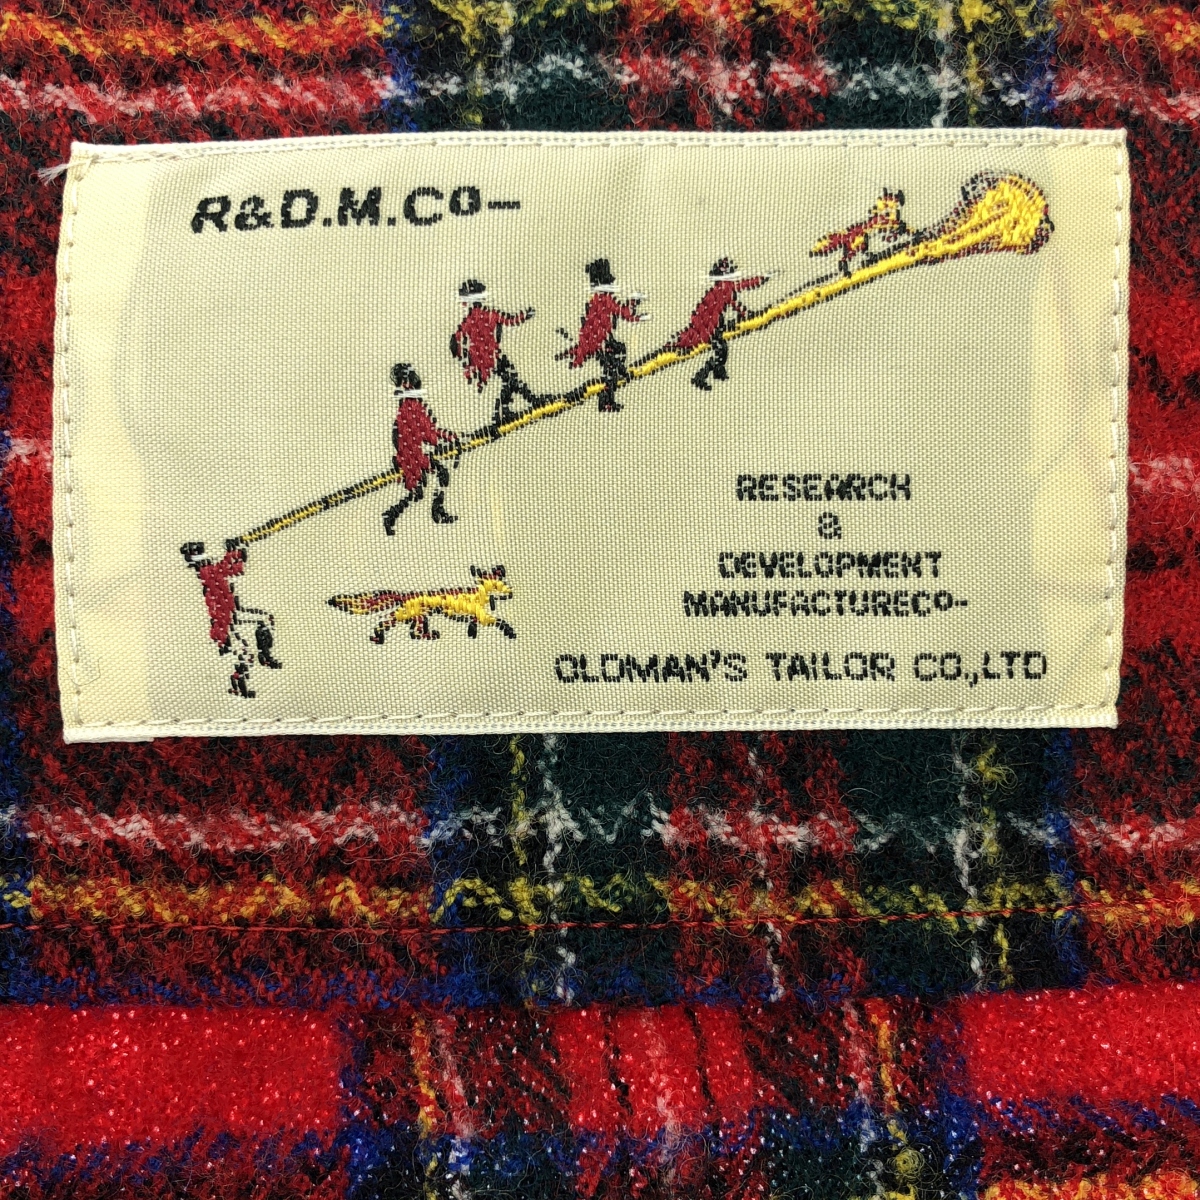 R&D.M.Co-
RESEARCH
&
DEVELOPMENT
MANUFACTURECo-
OLDMAN'S TAILOR CO.,LTD